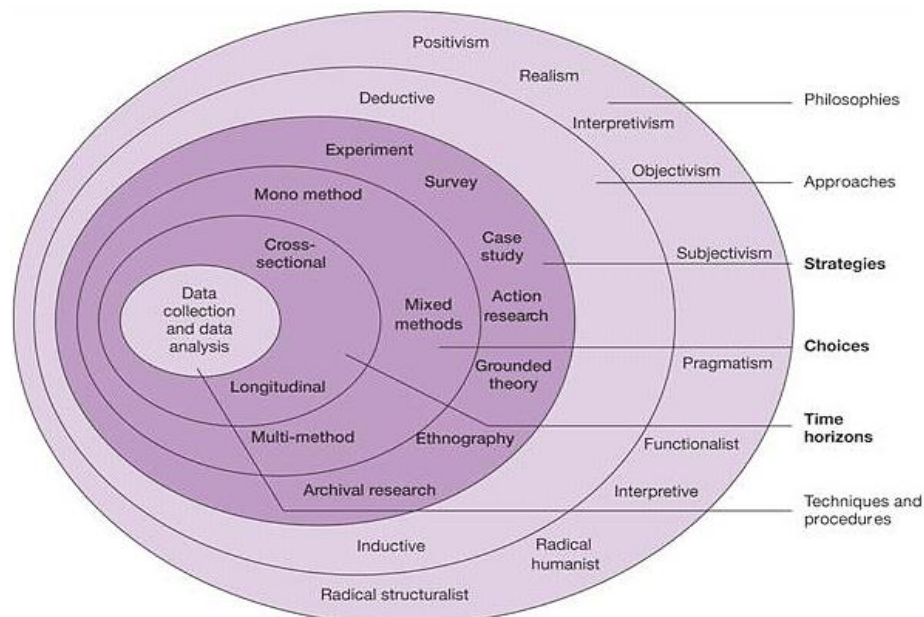 Positivism
Realism
Philosophies
Deductive
Interpretivism
Experiment
Objectivism
Approaches
Survey
Mono method
Cross-
sectional
Case
study
Subjectivism
Strategies
Data
collection
and data
analysis
Mixed
methods
Action
research
Choices
Grounded
theory
Pragmatism
Longitudinal
Time
horizons
Multi-method
Ethnography
Functionalist
Archival research
Interpretive
Techniques and
procedures
Inductive
Radical
humanist
Radical structuralist